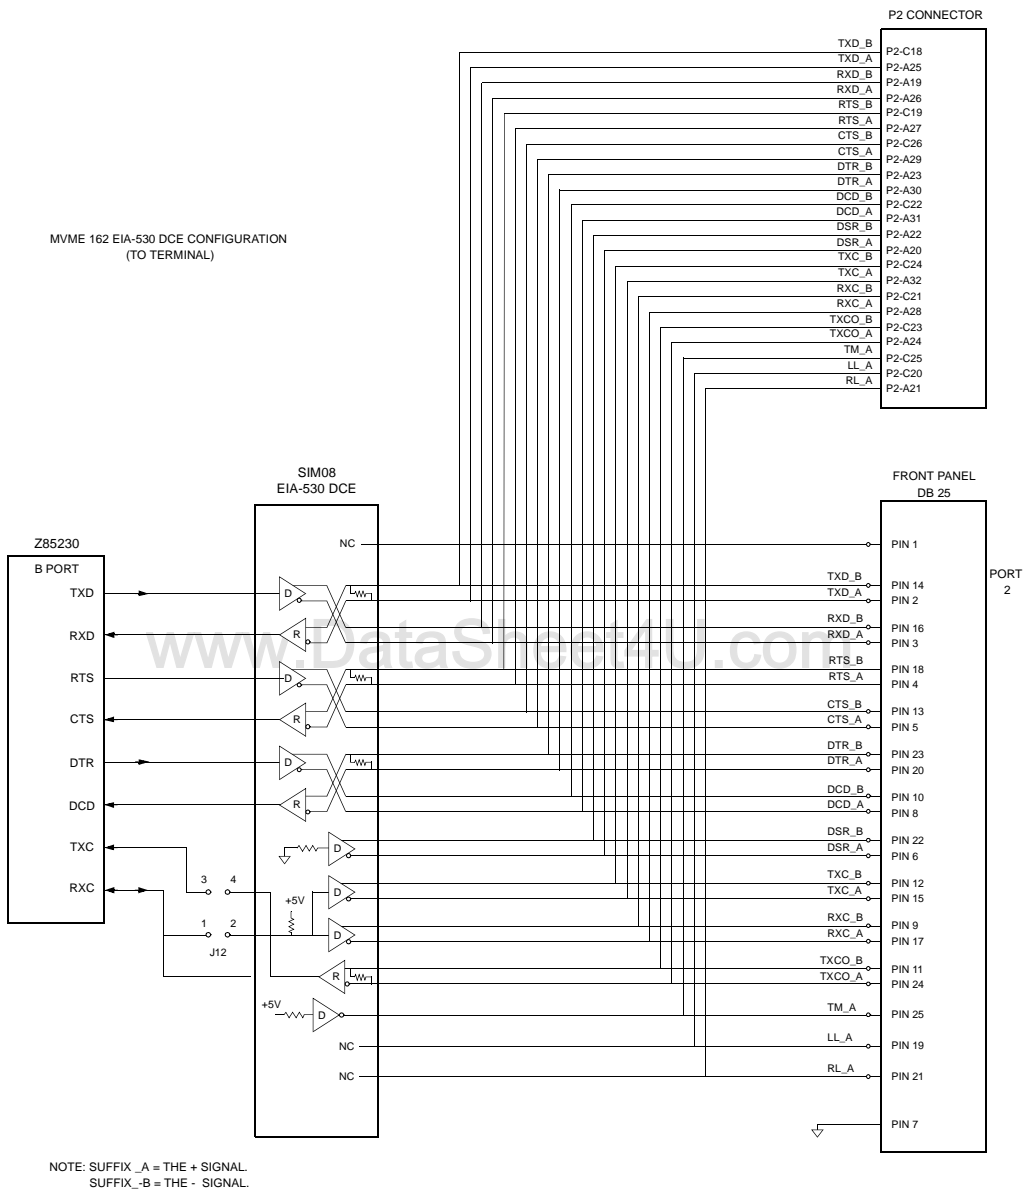 P2 CONNECTOR
TXD_B P2-C18
TXD_A P2-A25
RXD_B P2-A19
RXD_A P2-A26
RTS_B P2-C19
RTS_A P2-A27
CTS_B P2-C26
CTS_A P2-A29
DTR_B P2-A23
DTR_A P2-A30
DCD_B P2-C22
DCD_A P2-A31
DSR_B P2-A22
DSR_A P2-A20
TXC_B P2-C24
TXC_A P2-A32
RXC_B P2-C21
RXC_A P2-A28
TXCO_B P2-C23
TXCO_A P2-A24
TM_A P2-C25
LL_A P2-C20
RL_A P2-A21
MVME 162 EIA-530 DCE CONFIGURATION
(TO TERMINAL)
SIM08
EIA-530 DCE
FRONT PANEL
DB 25
PORT
2
Z85230
B PORT
NC PIN 1
TXD D TXD_B PIN 14
TXD_A PIN 2
RXD R RXD_B PIN 16
RXD_A PIN 3
www.DataSheet4U.com
RTS D RTS_B PIN 18
RTS_A PIN 4
CTS R CTS_B PIN 13
CTS_A PIN 5
DTR D DTR_B PIN 23
DTR_A PIN 20
DCD R DCD_B PIN 10
DCD_A PIN 8
TXC D DSR_B PIN 22
DSR_A PIN 6
RXC 3 4 +5V D TXC_B PIN 12
TXC_A PIN 15
1 2 D RXC_B PIN 9
RXC_A PIN 17
J12
R TXCO_B PIN 11
TXCO_A PIN 24
+5V D TM_A PIN 25
NC LL_A PIN 19
NC RL_A PIN 21
PIN 7
NOTE: SUFFIX _A = THE + SIGNAL.
SUFFIX_-B = THE - SIGNAL.